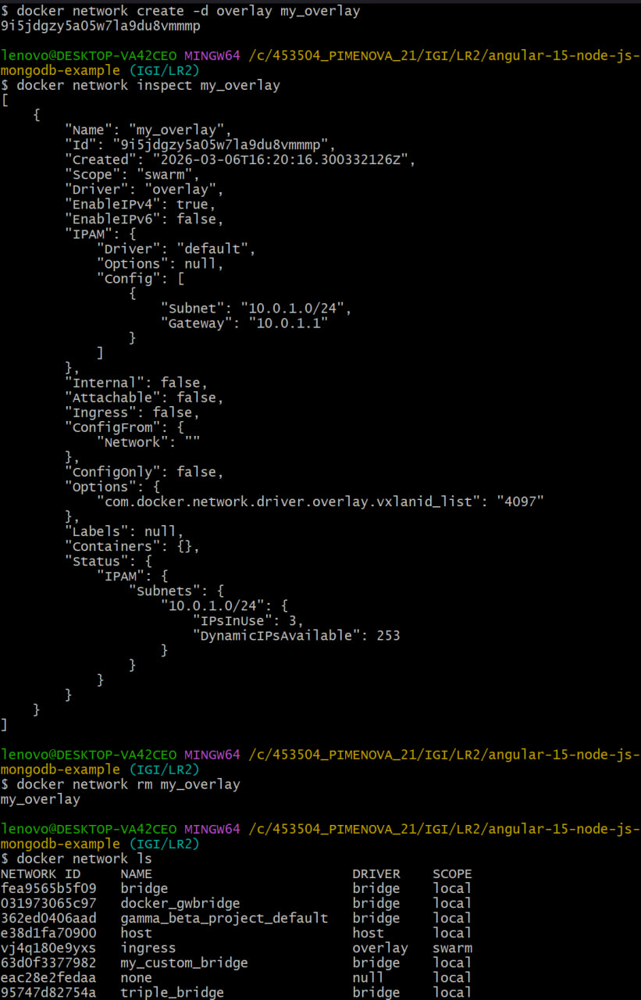 $ docker network create -d overlay my_overlay
9i5jdgzy5a05w7la9du8vmmmp

lenovo@DESKTOP-VA42CEO MINGW64 /c/453504_PIMENOVA_21/IGI/LR2/angular-15-node-js-
mongodb-example (IGI/LR2)
$ docker network inspect my_overlay
[
    {
        "Name": "my_overlay",
        "Id": "9i5jdgzy5a05w7la9du8vmmmp",
        "Created": "2026-03-06T16:20:16.300332126Z",
        "Scope": "swarm",
        "Driver": "overlay",
        "EnableIPv4": true,
        "EnableIPv6": false,
        "IPAM": {
            "Driver": "default",
            "Options": null,
            "Config": [
                {
                    "Subnet": "10.0.1.0/24",
                    "Gateway": "10.0.1.1"
                }
            ]
        },
        "Internal": false,
        "Attachable": false,
        "Ingress": false,
        "ConfigFrom": {
            "Network": ""
        },
        "ConfigOnly": false,
        "Options": {
            "com.docker.network.driver.overlay.vxlanid_list": "4097"
        },
        "Labels": null,
        "Containers": {},
        "Status": {
            "IPAM": {
                "Subnets": {
                    "10.0.1.0/24": {
                        "IPsInUse": 3,
                        "DynamicIPsAvailable": 253
                    }
                }
            }
        }
    }
]

lenovo@DESKTOP-VA42CEO MINGW64 /c/453504_PIMENOVA_21/IGI/LR2/angular-15-node-js-
mongodb-example (IGI/LR2)
$ docker network rm my_overlay
my_overlay

lenovo@DESKTOP-VA42CEO MINGW64 /c/453504_PIMENOVA_21/IGI/LR2/angular-15-node-js-
mongodb-example (IGI/LR2)
$ docker network ls
NETWORK ID     NAME                         DRIVER    SCOPE
fea9565b5f09   bridge                       bridge    local
031973065c97   docker_gwbridge              bridge    local
362ed0406aad   gamma_beta_project_default   bridge    local
e38d1fa70900   host                         host      local
vj4q180e9yxs   ingress                      overlay   swarm
63d0f3377982   my_custom_bridge             bridge    local
eac28e2fedaa   none                         null      local
95747d82754a   triple_bridge                bridge    local